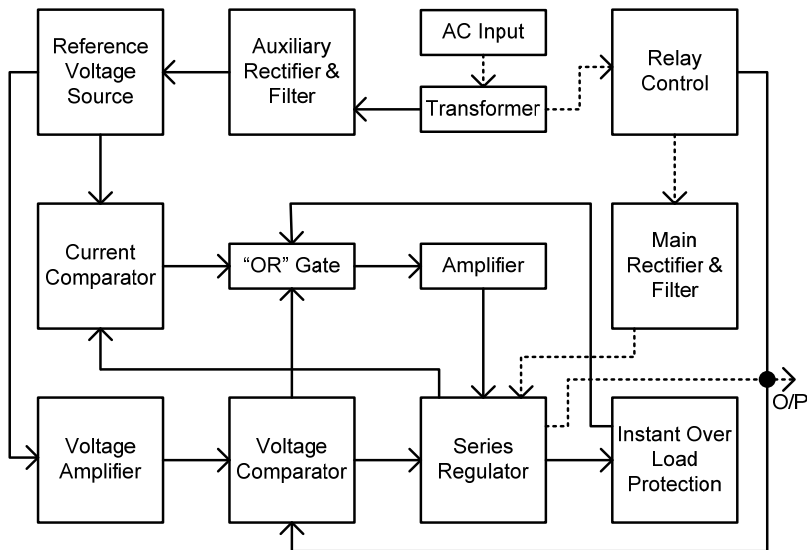 Reference
Voltage
Source
Auxiliary
Rectifier &
Filter
AC Input
Transformer
Relay
Control
Current
Comparator
“OR” Gate
Amplifier
Main
Rectifier &
Filter
O/P
Voltage
Amplifier
Voltage
Comparator
Series
Regulator
Instant Over
Load
Protection